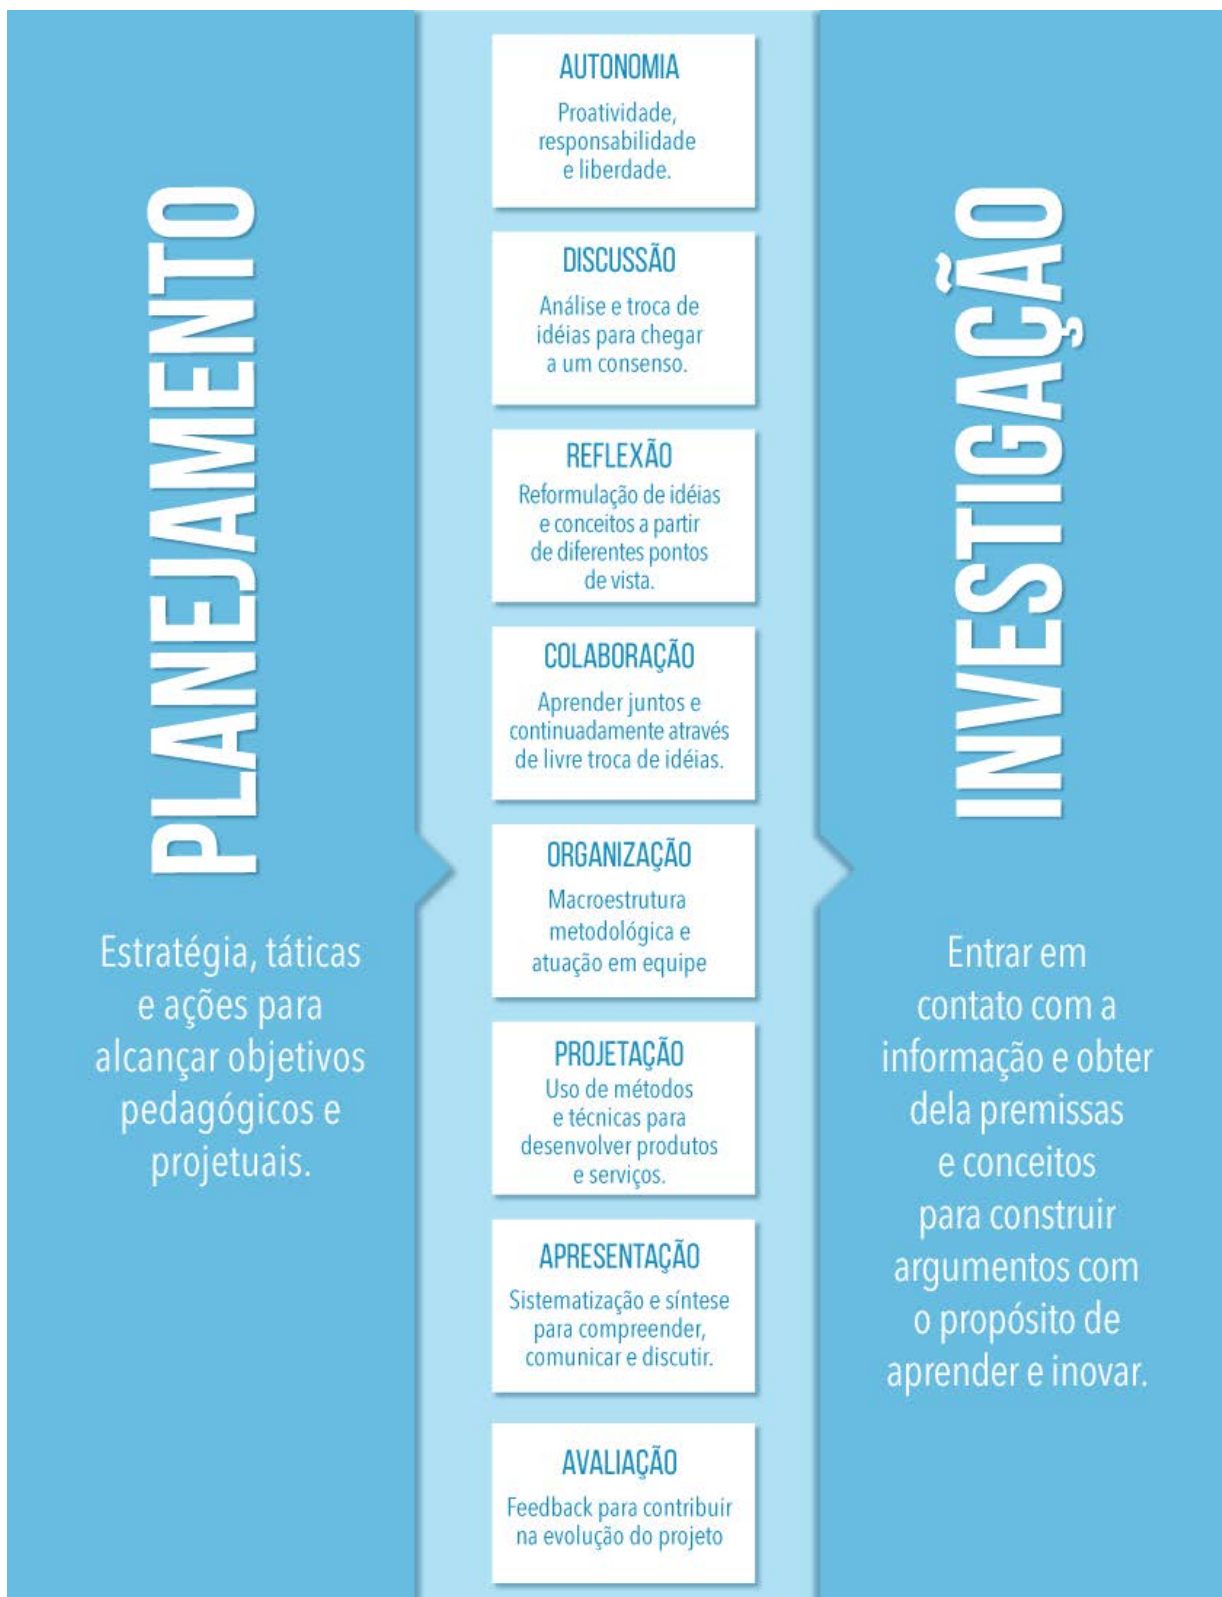 PLANEJAMENTO
Estratégia, táticas
e ações para
alcançar objetivos
pedagógicos e
projetuais.
AUTONOMIA
Proatividade,
responsabilidade
e liberdade.
DISCUSSÃO
Análise e troca de
idéias para chegar
a um consenso.
REFLEXÃO
Reformulação de idéias
e conceitos a partir
de diferentes pontos
de vista.
COLABORAÇÃO
Aprender juntos e
continuadamente através
de livre troca de idéias.
ORGANIZAÇÃO
Macroestrutura
metodológica e
atuação em equipe
PROJETAÇÃO
Uso de métodos
e técnicas para
desenvolver produtos
e serviços.
APRESENTAÇÃO
Sistematização e síntese
para compreender,
comunicar e discutir.
AVALIAÇÃO
Feedback para contribuir
na evolução do projeto
INVESTIGAÇÃO
Entrar em
contato com a
informação e obter
dela premissas
e conceitos
para construir
argumentos com
o propósito de
aprender e inovar.